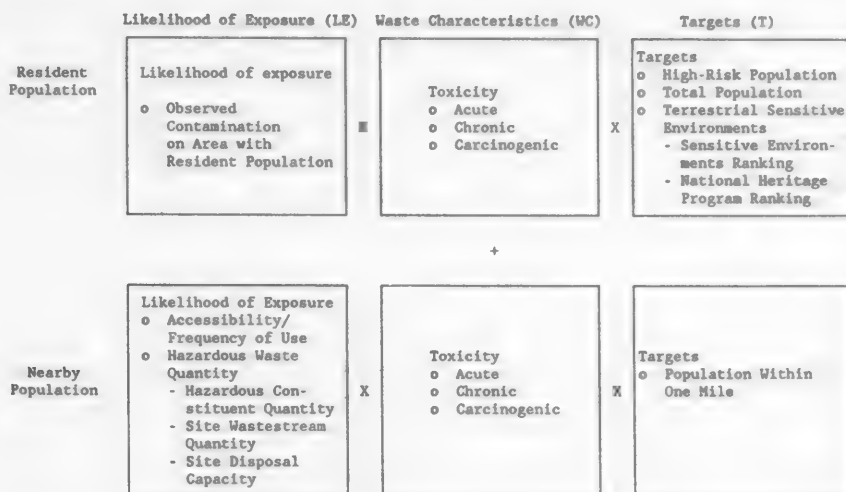 Likelihood of Exposure (LE) Waste Characteristics (WC) Targets (T)
Resident
Population
Likelihood of exposure
o Observed
Contamination
on Area with
Resident Population
Toxicity
o Acute
o Chronic
o Carcinogenic
X
Targets
o High-Risk Population
o Total Population
o Terrestrial Sensitive
Environments
- Sensitive Environ-
ments Ranking
- National Heritage
Program Ranking
+
Nearby
Population
Likelihood of Exposure
o Accessibility/
Frequency of Use
o Hazardous Waste
Quantity
- Hazardous Con-
stituent Quantity
- Site Wastestream
Quantity
- Site Disposal
Capacity
X
Toxicity
o Acute
o Chronic
o Carcinogenic
X
Targets
o Population Within
One Mile